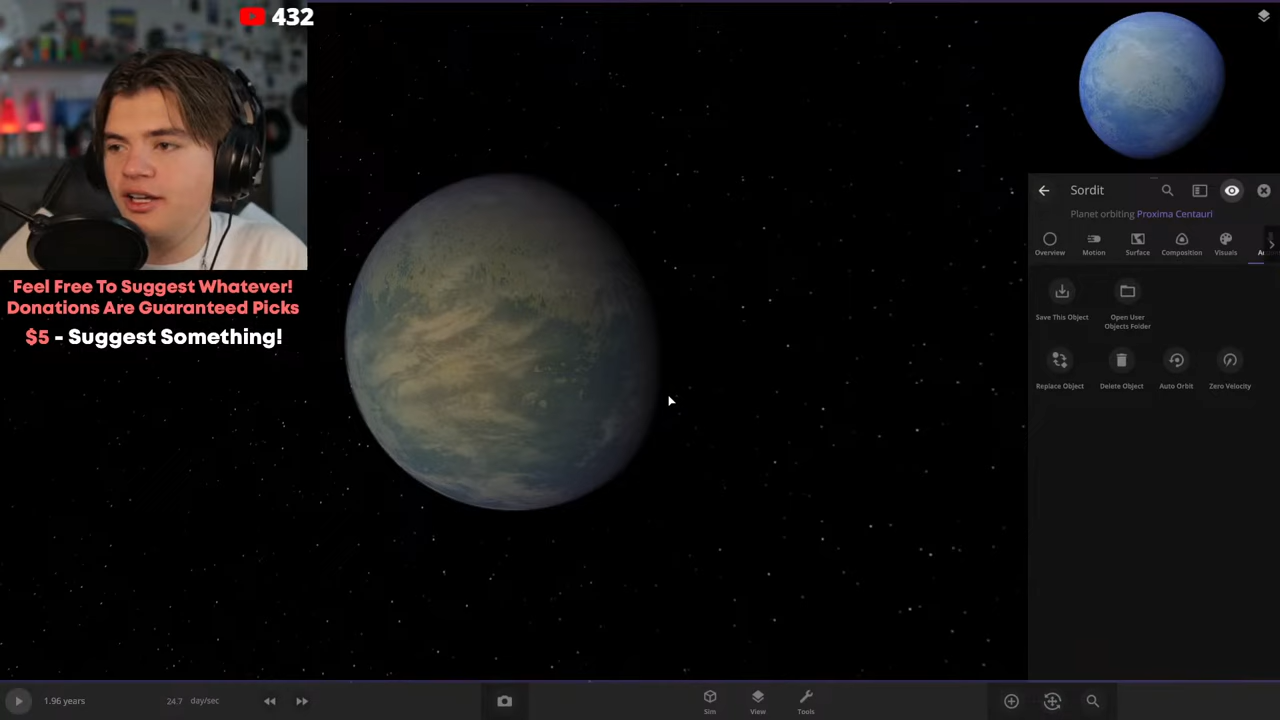 432
Feel Free To Suggest Whatever!
Donations Are Guaranteed Picks
$5 - Suggest Something!
Sordit
Planet orbiting Proxima Centauri
Overview Motion Surface Composition Visuals
Save This Object Open User Objects Folder
Replace Object Delete Object Auto Orbit Zero Velocity
1.96 years 24.7 day/sec Sim View Tools